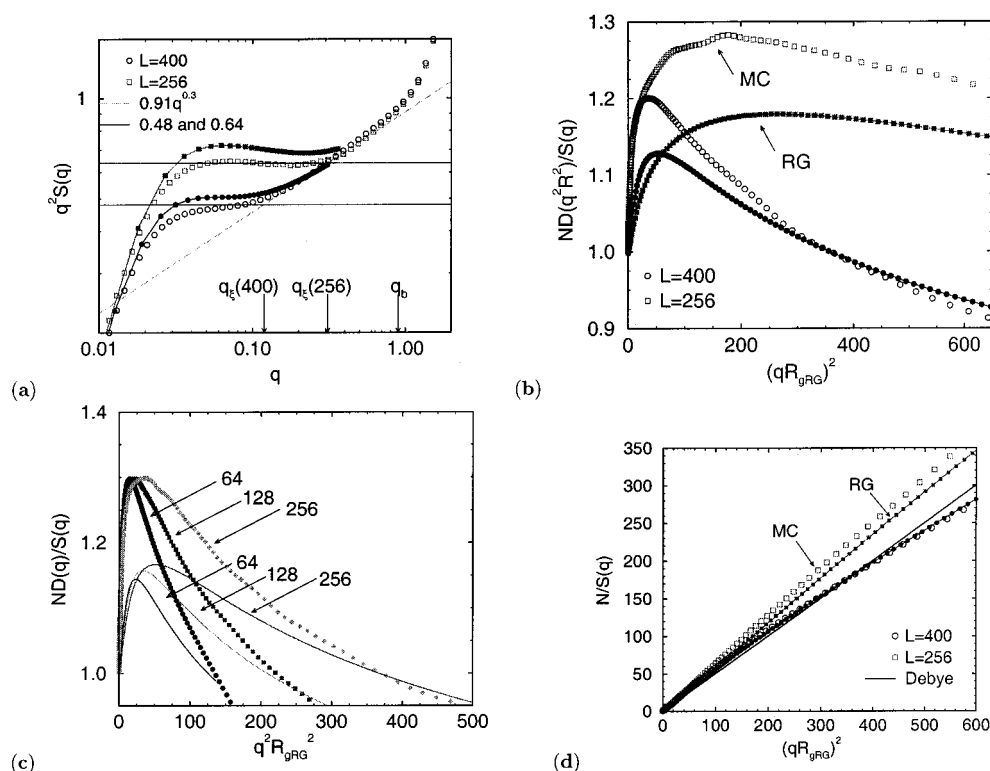 L=400
L=256
0.91q^0.3
0.48 and 0.64
1
q²S(q)
q_ξ(400) q_ξ(256) q_b
0.01 0.10 1.00
q
(a)
1.3
1.2
1.1
1.0
0.9
ND(q²R²)/S(q)
MC
RG
L=400
L=256
0 200 400 600
(qR_gRG)²
(b)
1.4
1.2
1.0
ND(q)/S(q)
64
128
256
64
128
256
0 100 200 300 400 500
q²R_gRG²
(c)
350
300
250
200
150
100
50
0
N/S(q)
RG
MC
L=400
L=256
Debye
0 100 200 300 400 500 600
(qR_gRG)²
(d)